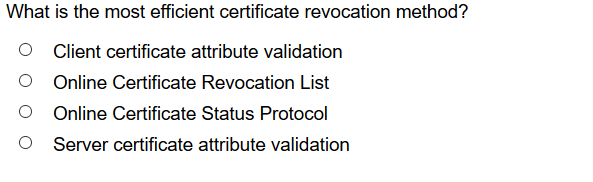 What is the most efficient certificate revocation method?
Client certificate attribute validation
Online Certificate Revocation List
Online Certificate Status Protocol
Server certificate attribute validation